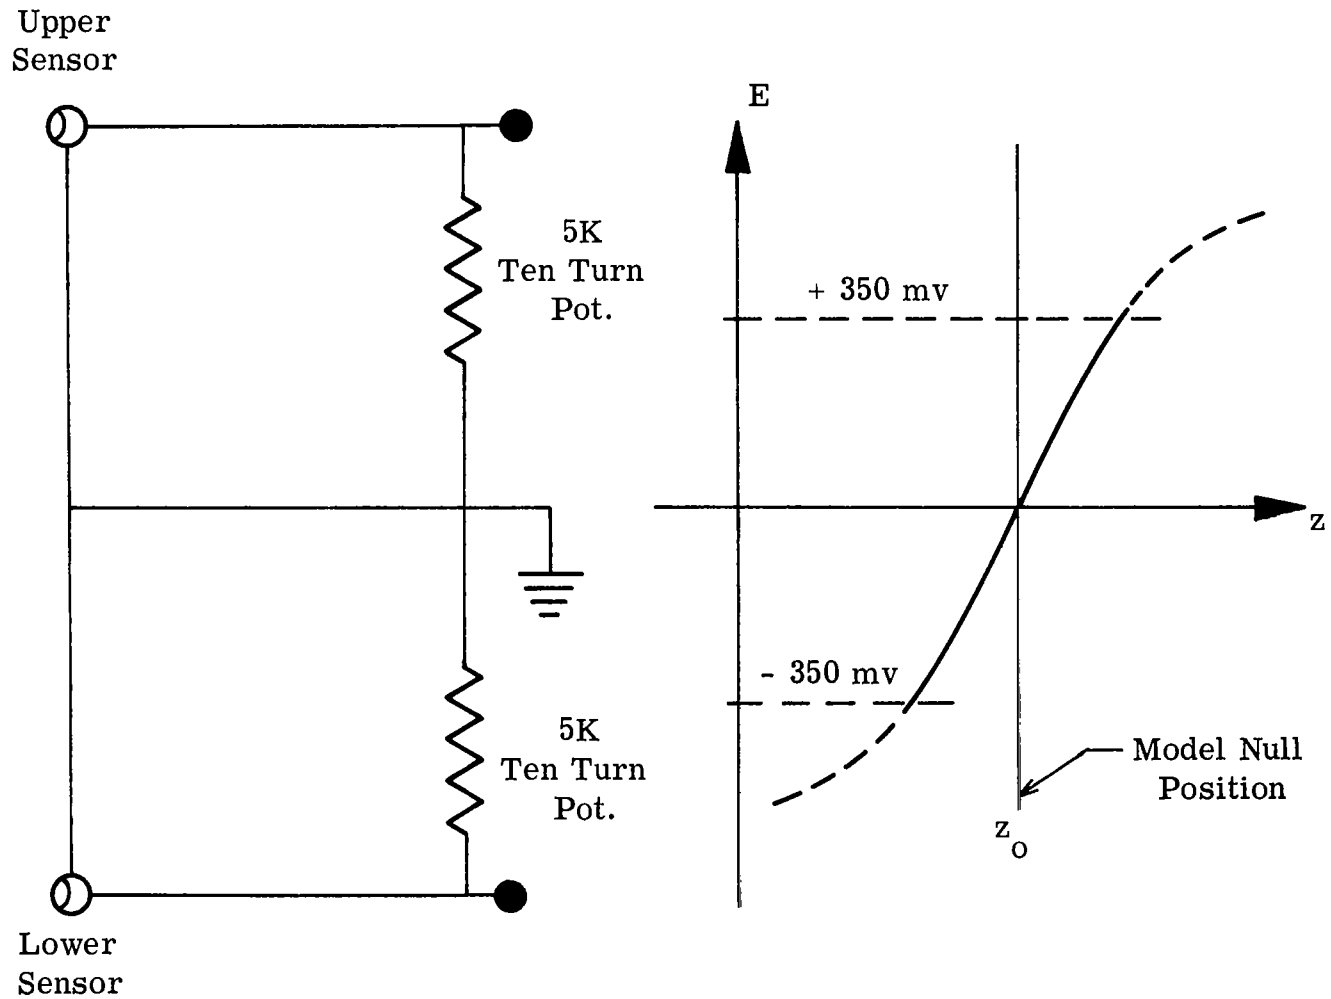 Upper
Sensor
5K
Ten Turn
Pot.
5K
Ten Turn
Pot.
Lower
Sensor
E
+ 350 mv
z
- 350 mv
Model Null
Position
zo